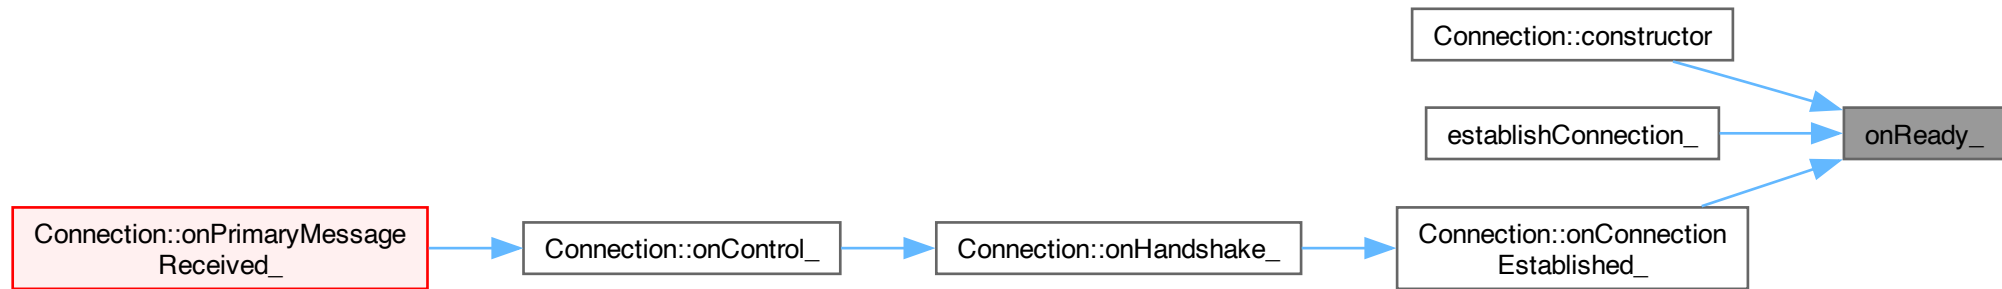 Connection::constructor
establishConnection_
onReady_
Connection::onPrimaryMessage
Received_
Connection::onControl_
Connection::onHandshake_
Connection::onConnection
Established_